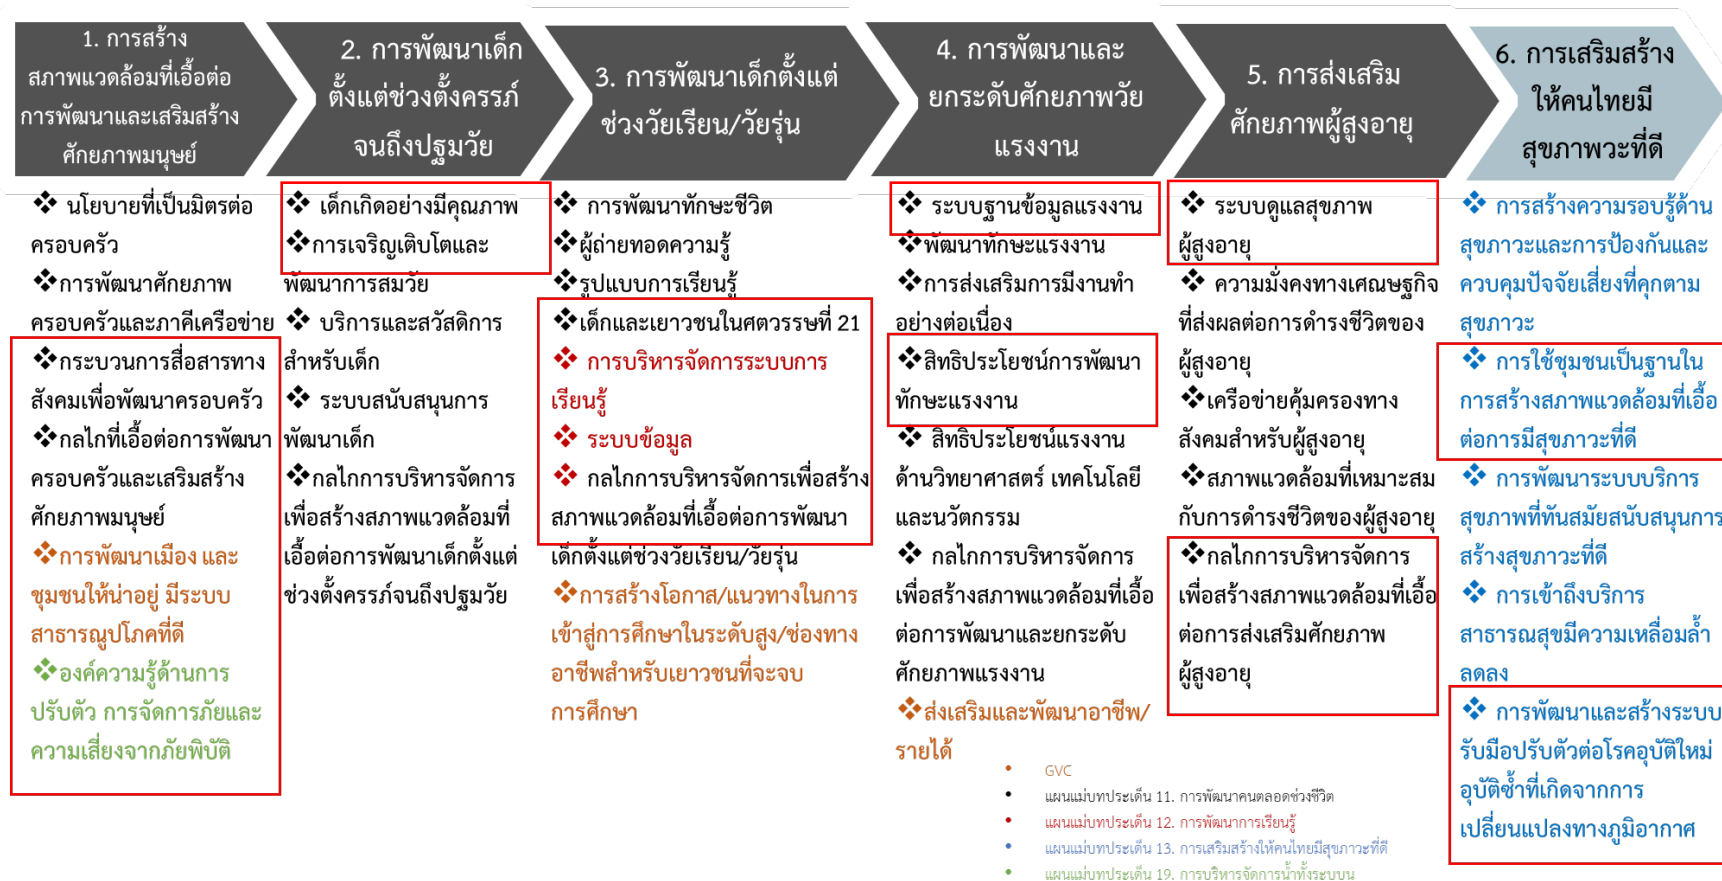 1. การสร้าง
สภาพแวดล้อมที่เอื้อต่อ
การพัฒนาและเสริมสร้าง
ศักยภาพมนุษย์
2. การพัฒนาเด็ก
ตั้งแต่ช่วงตั้งครรภ์
จนถึงปฐมวัย
3. การพัฒนาเด็กตั้งแต่
ช่วงวัยเรียน/วัยรุ่น
4. การพัฒนาและ
ยกระดับศักยภาพวัย
แรงงาน
5. การส่งเสริม
ศักยภาพผู้สูงอายุ
6. การเสริมสร้าง
ให้คนไทยมี
สุขภาพวะที่ดี
❖ นโยบายที่เป็นมิตรต่อ
ครอบครัว
❖การพัฒนาศักยภาพ
ครอบครัวและภาคีเครือข่าย
❖กระบวนการสื่อสารทาง
สังคมเพื่อพัฒนาครอบครัว
❖กลไกที่เอื้อต่อการพัฒนา
ครอบครัวและเสริมสร้าง
ศักยภาพมนุษย์
❖การพัฒนาเมือง และ
ชุมชนให้น่าอยู่ มีระบบ
สาธารณูปโภคที่ดี
❖องค์ความรู้ด้านการ
ปรับตัว การจัดการภัยและ
ความเสี่ยงจากภัยพิบัติ
❖ เด็กเกิดอย่างมีคุณภาพ
❖การเจริญเติบโตและ
พัฒนาการสมวัย
❖ บริการและสวัสดิการ
สำหรับเด็ก
❖ ระบบสนับสนุนการ
พัฒนาเด็ก
❖กลไกการบริหารจัดการ
เพื่อสร้างสภาพแวดล้อมที่
เอื้อต่อการพัฒนาเด็กตั้งแต่
ช่วงตั้งครรภ์จนถึงปฐมวัย
❖ การพัฒนาทักษะชีวิต
❖ผู้ถ่ายทอดความรู้
❖รูปแบบการเรียนรู้
❖เด็กและเยาวชนในศตวรรษที่ 21
❖ การบริหารจัดการระบบการ
เรียนรู้
❖ ระบบข้อมูล
❖ กลไกการบริหารจัดการเพื่อสร้าง
สภาพแวดล้อมที่เอื้อต่อการพัฒนา
เด็กตั้งแต่ช่วงวัยเรียน/วัยรุ่น
❖การสร้างโอกาส/แนวทางในการ
เข้าสู่การศึกษาในระดับสูง/ช่องทาง
อาชีพสำหรับเยาวชนที่จะจบ
การศึกษา
❖ ระบบฐานข้อมูลแรงงาน
❖พัฒนาทักษะแรงงาน
❖การส่งเสริมการมีงานทำ
อย่างต่อเนื่อง
❖สิทธิประโยชน์การพัฒนา
ทักษะแรงงาน
❖ สิทธิประโยชน์แรงงาน
ด้านวิทยาศาสตร์ เทคโนโลยี
และนวัตกรรม
❖ กลไกการบริหารจัดการ
เพื่อสร้างสภาพแวดล้อมที่เอื้อ
ต่อการพัฒนาและยกระดับ
ศักยภาพแรงงาน
❖ส่งเสริมและพัฒนาอาชีพ/
รายได้
❖ ระบบดูแลสุขภาพ
ผู้สูงอายุ
❖ ความมั่งคงทางเศณษฐกิจ
ที่ส่งผลต่อการดำรงชีวิตของ
ผู้สูงอายุ
❖เครือข่ายคุ้มครองทาง
สังคมสำหรับผู้สูงอายุ
❖สภาพแวดล้อมที่เหมาะสม
กับการดำรงชีวิตของผู้สูงอายุ
❖กลไกการบริหารจัดการ
เพื่อสร้างสภาพแวดล้อมที่เอื้อ
ต่อการส่งเสริมศักยภาพ
ผู้สูงอายุ
❖ การสร้างความรอบรู้ด้าน
สุขภาวะและการป้องกันและ
ควบคุมปัจจัยเสี่ยงที่คุกตาม
สุขภาวะ
❖ การใช้ชุมชนเป็นฐานใน
การสร้างสภาพแวดล้อมที่เอื้อ
ต่อการมีสุขภาวะที่ดี
❖ การพัฒนาระบบบริการ
สุขภาพที่ทันสมัยสนับสนุนการ
สร้างสุขภาวะที่ดี
❖ การเข้าถึงบริการ
สาธารณสุขมีความเหลื่อมล้ำ
ลดลง
❖ การพัฒนาและสร้างระบบ
รับมือปรับตัวต่อโรคอุบัติใหม่
อุบัติซ้ำที่เกิดจากการ
เปลี่ยนแปลงทางภูมิอากาศ
• GVC
• แผนแม่บทประเด็น 11. การพัฒนาคนตลอดช่วงชีวิต
• แผนแม่บทประเด็น 12. การพัฒนาการเรียนรู้
• แผนแม่บทประเด็น 13. การเสริมสร้างให้คนไทยมีสุขภาวะที่ดี
• แผนแม่บทประเด็น 19. การบริหารจัดการน้ำทั้งระบบน